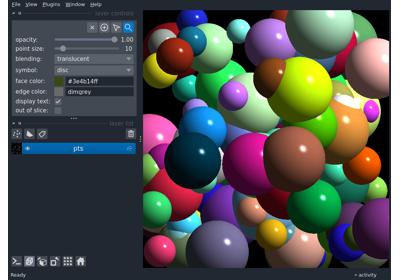 File View Plugins Window Help
layer controls
opacity: 1.00
point size: 10
blending: translucent
symbol: disc
face color: #3e4b14ff
edge color: dimgrey
display text:
out of slice:
layer list
pts
Ready
activity